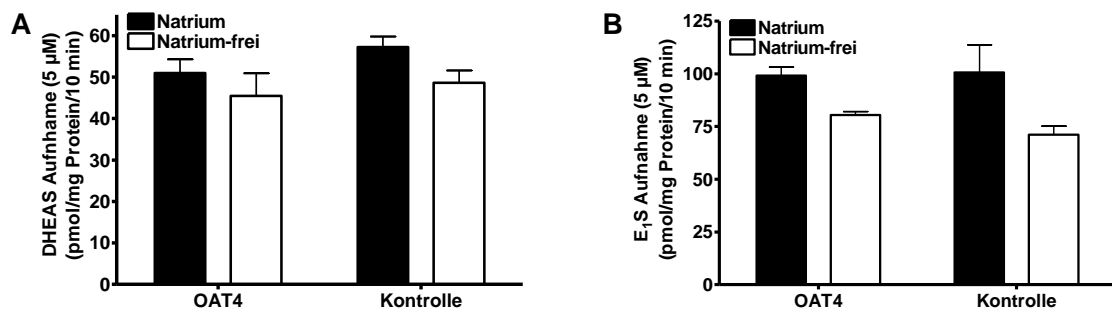 A
Natrium
Natrium-frei
DHEAS Aufnhame (5 µM)
(pmol/mg Protein/10 min)
60
50
40
30
20
10
0
OAT4
Kontrolle
B
Natrium
Natrium-frei
E₁S Aufnahme (5 µM)
(pmol/mg Protein/10 min)
125
100
75
50
25
0
OAT4
Kontrolle